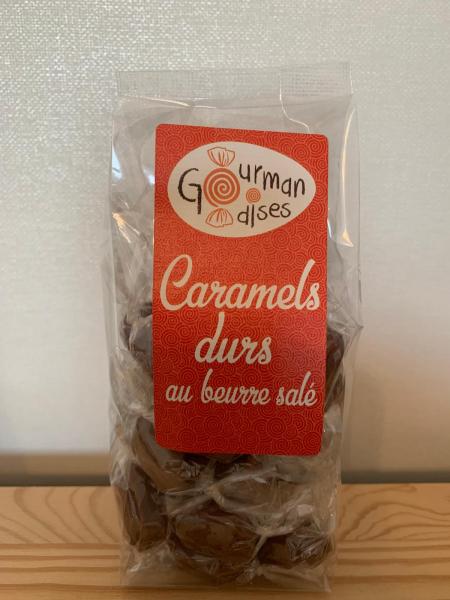 Gourman
dises
Caramels
durs
au beurre salé